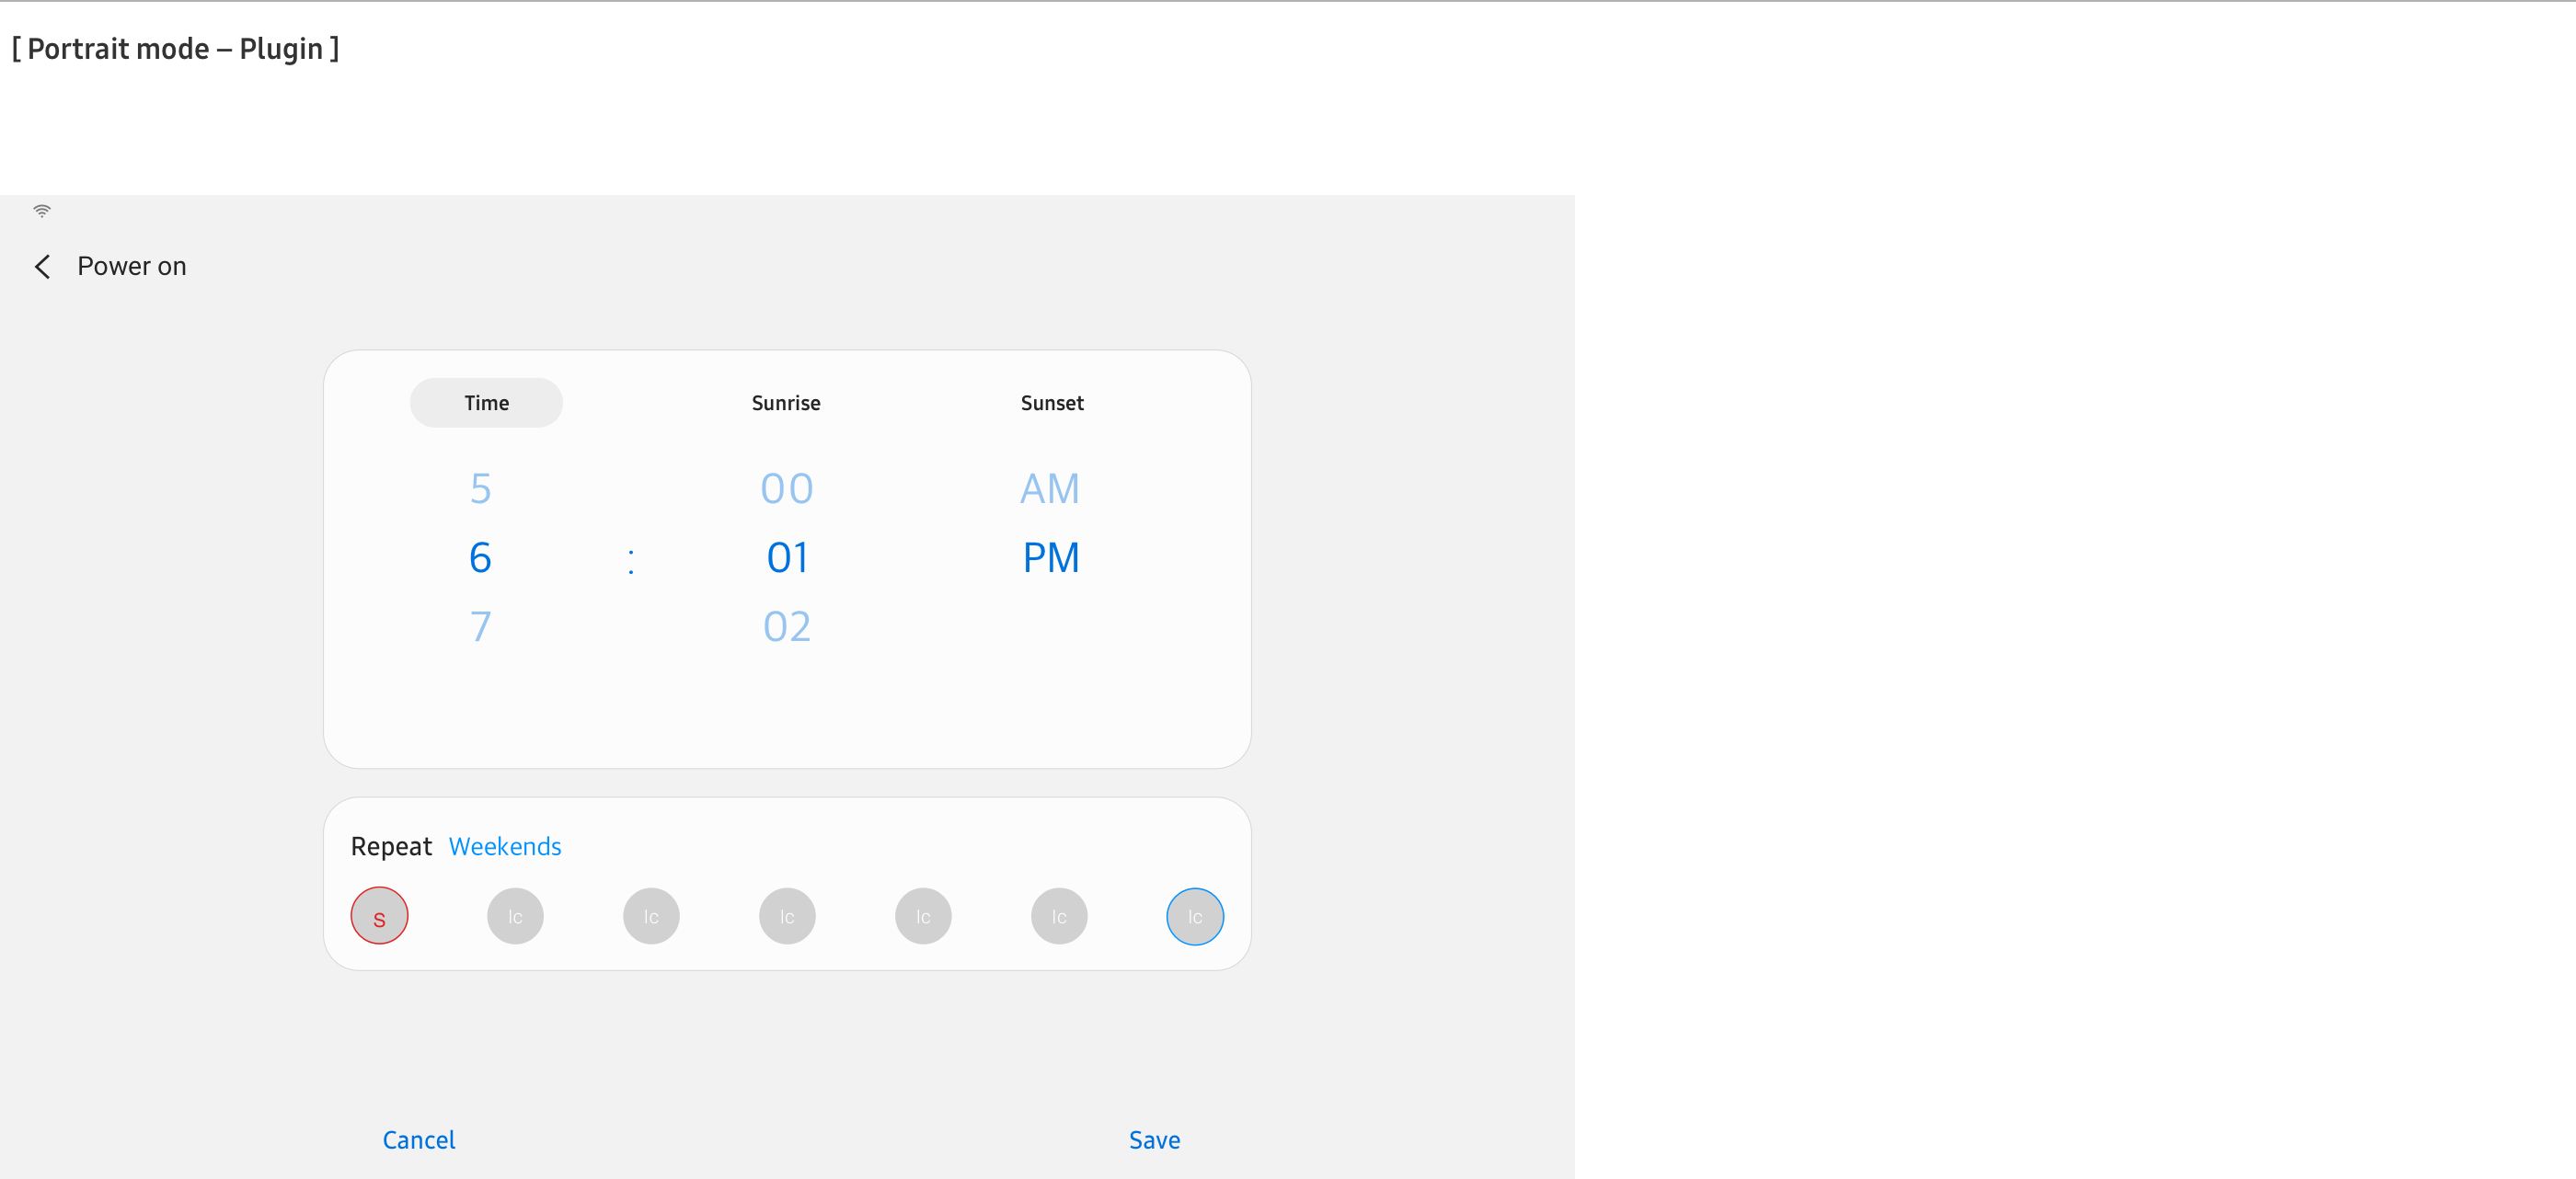 [ Portrait mode – Plugin ]
Power on
Time Sunrise Sunset
5 00 AM
6 : 01 PM
7 02
Repeat Weekends
S Ic Ic Ic Ic Ic Ic
Cancel Save